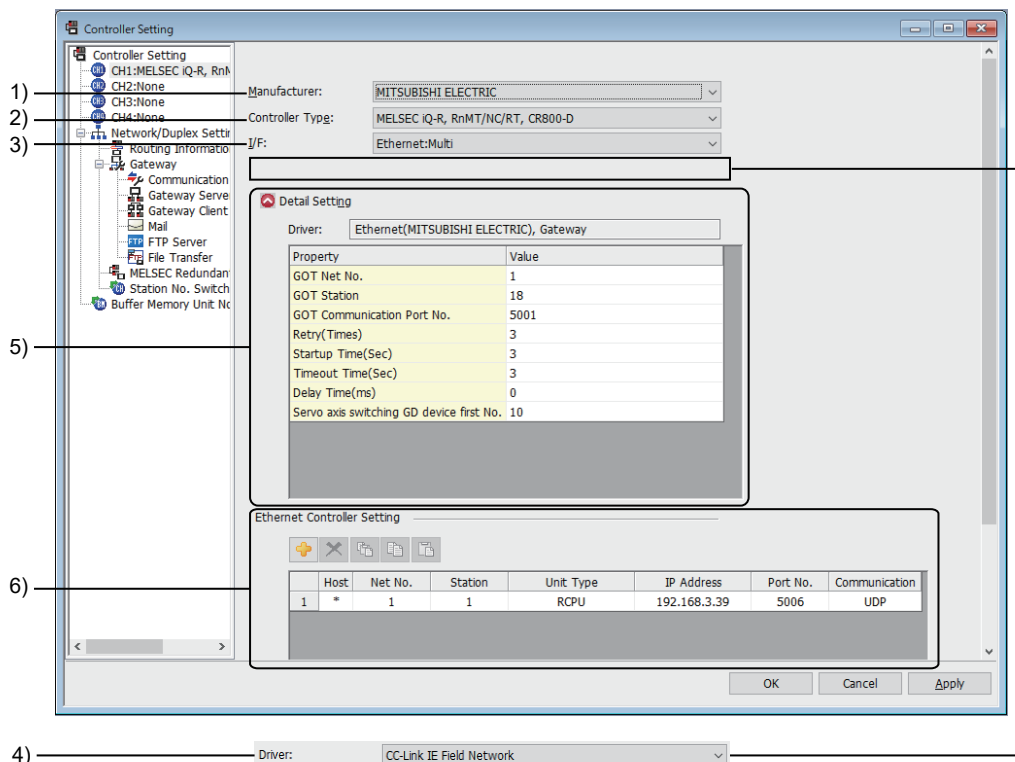 Controller Setting
Controller Setting
CH1:MELSEC iQ-R, RnM
CH2:None
CH3:None
CH4:None
Network/Duplex Settin
Routing Informatio
Gateway
Communication
Gateway Serve
Gateway Client
Mail
FTP Server
File Transfer
MELSEC Redundan
Station No. Switch
Buffer Memory Unit No
1)
Manufacturer: MITSUBISHI ELECTRIC
2)
Controller Type: MELSEC iQ-R, RnMT/NC/RT, CR800-D
3)
I/F: Ethernet:Multi
5)
Detail Setting
Driver: Ethernet(MITSUBISHI ELECTRIC), Gateway
Property Value
GOT Net No. 1
GOT Station 18
GOT Communication Port No. 5001
Retry(Times) 3
Startup Time(Sec) 3
Timeout Time(Sec) 3
Delay Time(ms) 0
Servo axis switching GD device first No. 10
6)
Ethernet Controller Setting
Host Net No. Station Unit Type IP Address Port No. Communication
1 * 1 1 RCPU 192.168.3.39 5006 UDP
OK Cancel Apply
4)
Driver: CC-Link IE Field Network